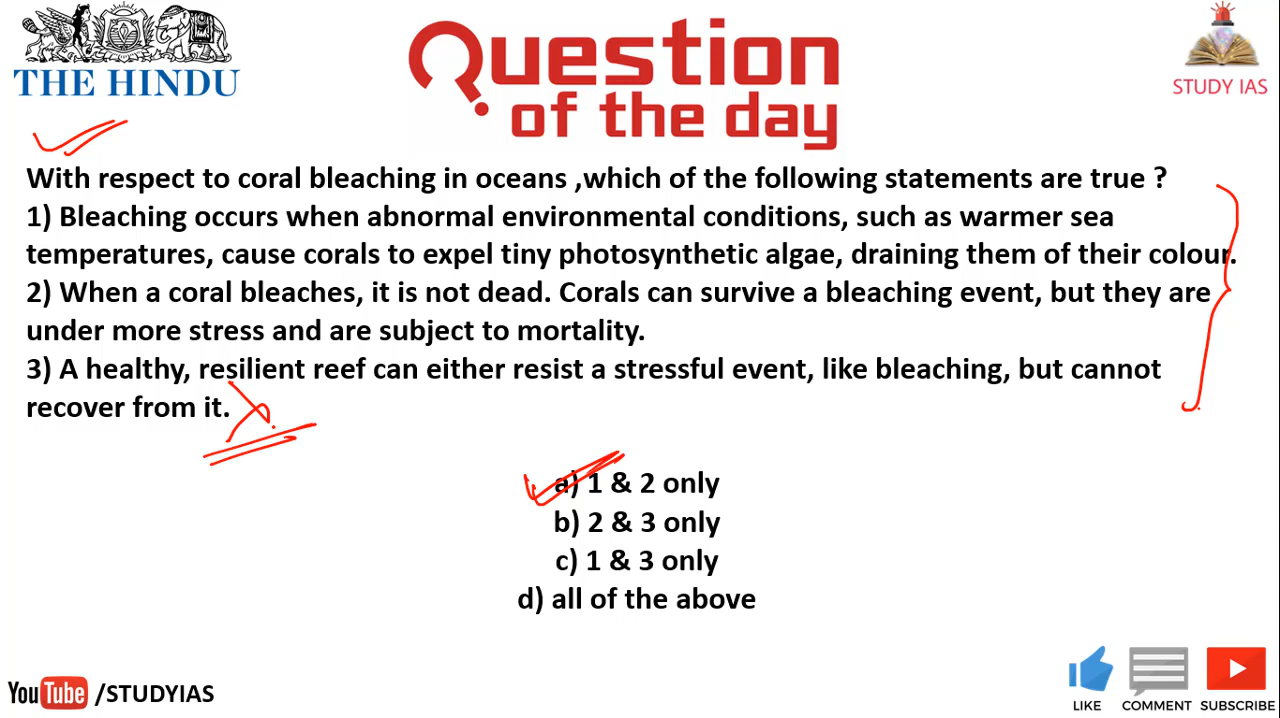 THE HINDU
Question
of the day
STUDY IAS
With respect to coral bleaching in oceans ,which of the following statements are true ?
1) Bleaching occurs when abnormal environmental conditions, such as warmer sea
temperatures, cause corals to expel tiny photosynthetic algae, draining them of their colour.
2) When a coral bleaches, it is not dead. Corals can survive a bleaching event, but they are
under more stress and are subject to mortality.
3) A healthy, resilient reef can either resist a stressful event, like bleaching, but cannot
recover from it.
a) 1 & 2 only
b) 2 & 3 only
c) 1 & 3 only
d) all of the above
YouTube /STUDYIAS
LIKE COMMENT SUBSCRIBE